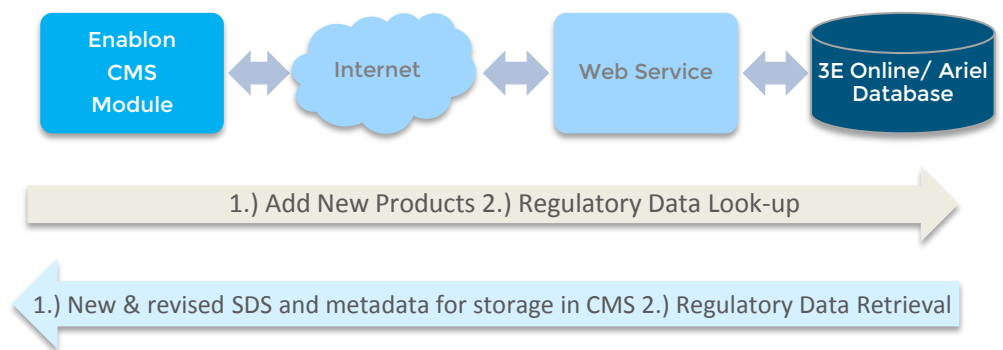 Enablon
CMS
Module
Internet
Web Service
3E Online/ Ariel
Database
1.) Add New Products 2.) Regulatory Data Look-up
1.) New & revised SDS and metadata for storage in CMS 2.) Regulatory Data Retrieval